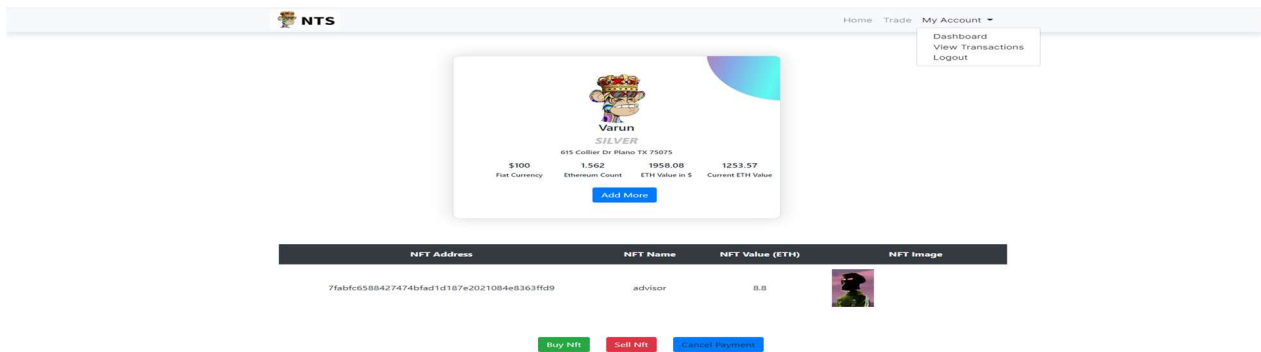 NTS
Home Trade My Account
Dashboard
View Transactions
Logout
Varun
SILVER
615 Collier Dr Plano TX 75075
$100 1.562 1958.08 1253.57
Fiat Currency Ethereum Count ETH Value in $ Current ETH Value
Add More
NFT Address NFT Name NFT Value (ETH) NFT Image
7fabfc6588427474bfad1d187e2021084e8363ffd9 advisor 8.8
Buy Nft Sell Nft Cancel Payment